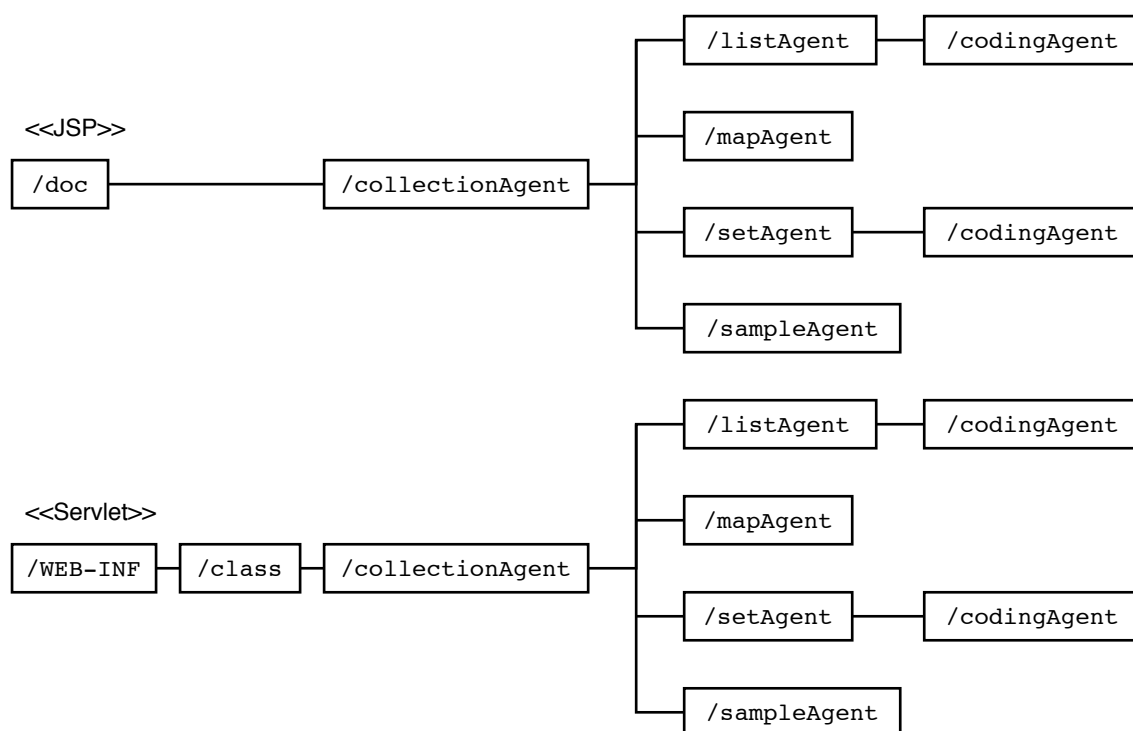 /listAgent /codingAgent
<<JSP>>
/mapAgent
/doc /collectionAgent
/setAgent /codingAgent
/sampleAgent
/listAgent /codingAgent
<<Servlet>>
/mapAgent
/WEB-INF /class /collectionAgent
/setAgent /codingAgent
/sampleAgent